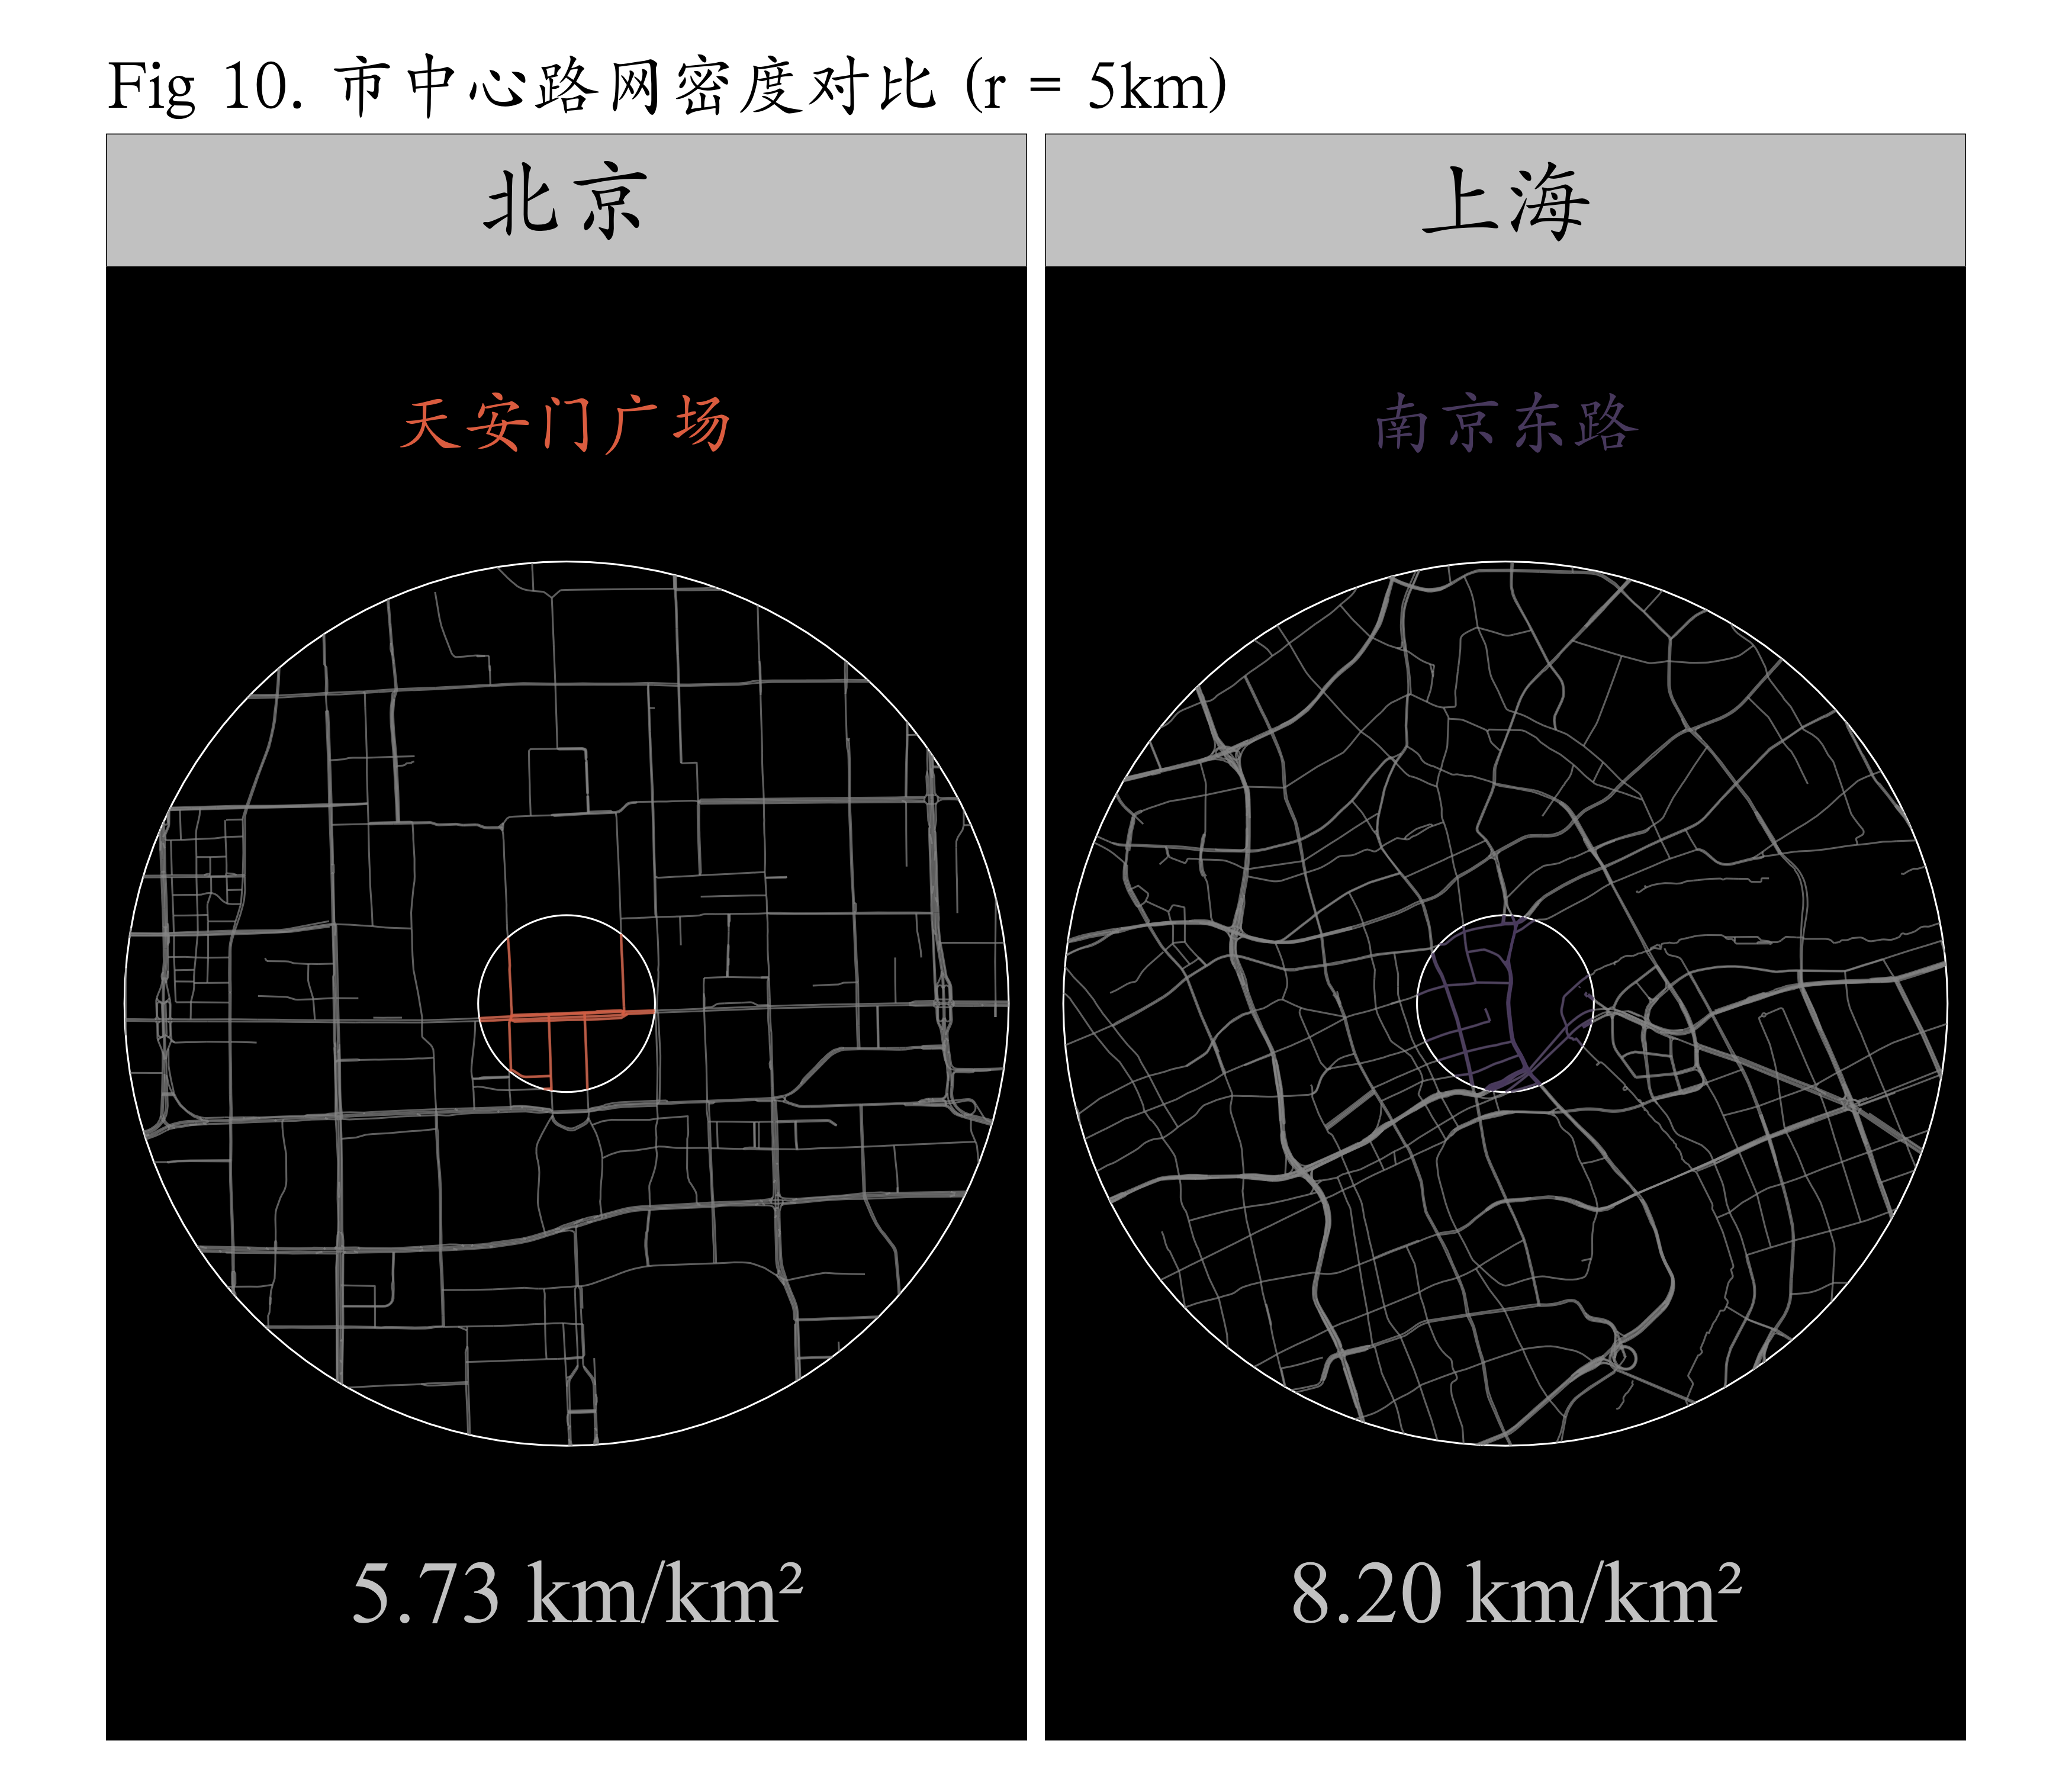 Fig 10. 市中心路网密度对比 (r = 5km)
北京
上海
天安门广场
南京东路
5.73 km/km²
8.20 km/km²